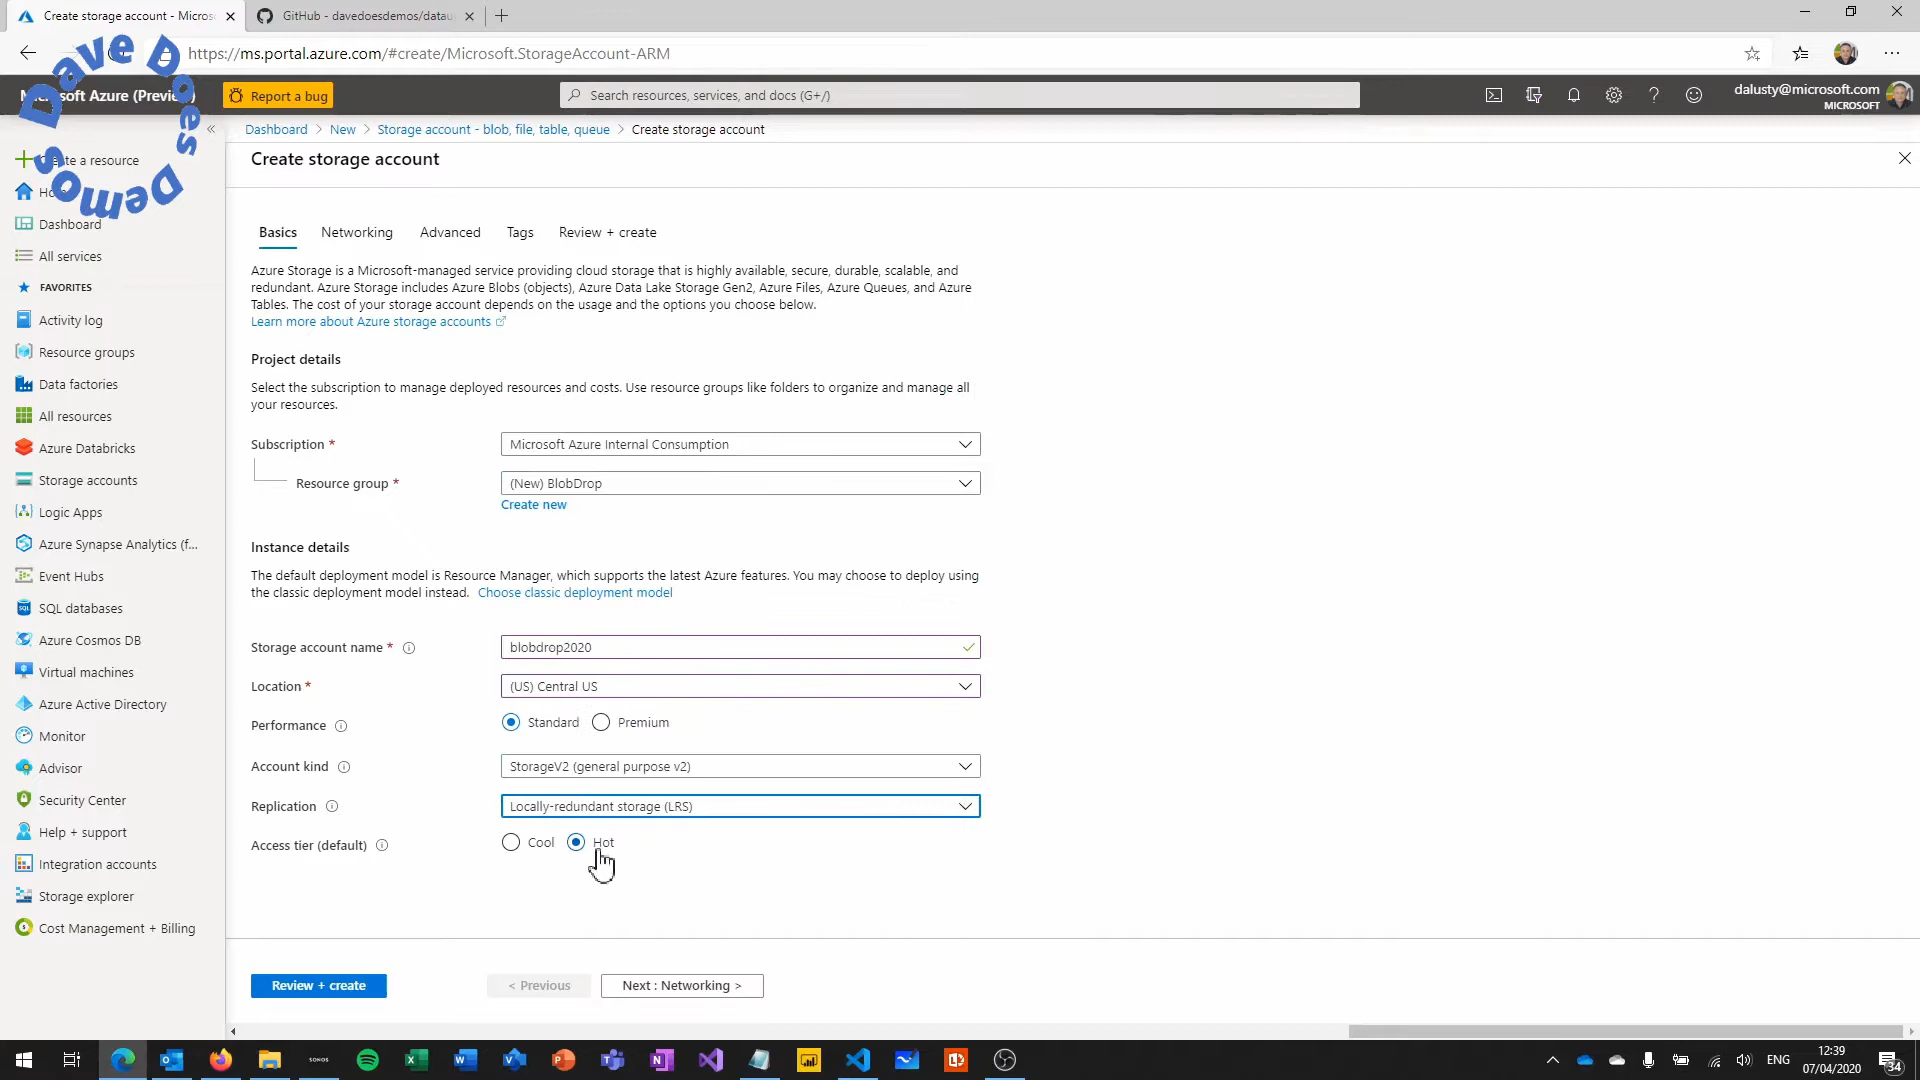 Create storage account - Micros
GitHub - davedoesdemos/datau
https://ms.portal.azure.com/#create/Microsoft.StorageAccount-ARM
Dave Does Demos
soft Azure (Previe
Report a bug
Search resources, services, and docs (G+/)
dalusty@microsoft.com
MICROSOFT
Dashboard > New > Storage account - blob, file, table, queue > Create storage account
Create storage account
te a resource
Ho
Dashboard
All services
FAVORITES
Activity log
Resource groups
Data factories
All resources
Azure Databricks
Storage accounts
Logic Apps
Azure Synapse Analytics (f...
Event Hubs
SQL databases
Azure Cosmos DB
Virtual machines
Azure Active Directory
Monitor
Advisor
Security Center
Help + support
Integration accounts
Storage explorer
Cost Management + Billing
Basics Networking Advanced Tags Review + create
Azure Storage is a Microsoft-managed service providing cloud storage that is highly available, secure, durable, scalable, and
redundant. Azure Storage includes Azure Blobs (objects), Azure Data Lake Storage Gen2, Azure Files, Azure Queues, and Azure
Tables. The cost of your storage account depends on the usage and the options you choose below.
Learn more about Azure storage accounts
Project details
Select the subscription to manage deployed resources and costs. Use resource groups like folders to organize and manage all
your resources.
Subscription *
Microsoft Azure Internal Consumption
Resource group *
(New) BlobDrop
Create new
Instance details
The default deployment model is Resource Manager, which supports the latest Azure features. You may choose to deploy using
the classic deployment model instead. Choose classic deployment model
Storage account name *
blobdrop2020
Location *
(US) Central US
Performance
Standard Premium
Account kind
StorageV2 (general purpose v2)
Replication
Locally-redundant storage (LRS)
Access tier (default)
Cool Hot
Review + create
< Previous
Next : Networking >
SONOS
ENG
12:39
07/04/2020
34